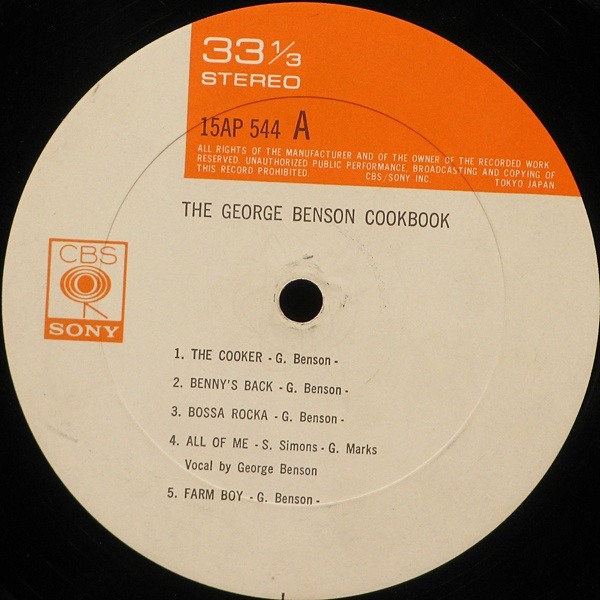 33 1/3
STEREO
15AP 544 A
ALL RIGHTS OF THE MANUFACTURER AND OF THE OWNER OF THE RECORDED WORK
RESERVED. UNAUTHORIZED PUBLIC PERFORMANCE, BROADCASTING AND COPYING OF
THIS RECORD PROHIBITED CBS/SONY INC. TOKYO JAPAN.
THE GEORGE BENSON COOKBOOK
CBS
SONY
1. THE COOKER - G. Benson -
2. BENNY'S BACK - G. Benson -
3. BOSSA ROCKA - G. Benson -
4. ALL OF ME - S. Simons - G. Marks
Vocal by George Benson
5. FARM BOY - G. Benson -